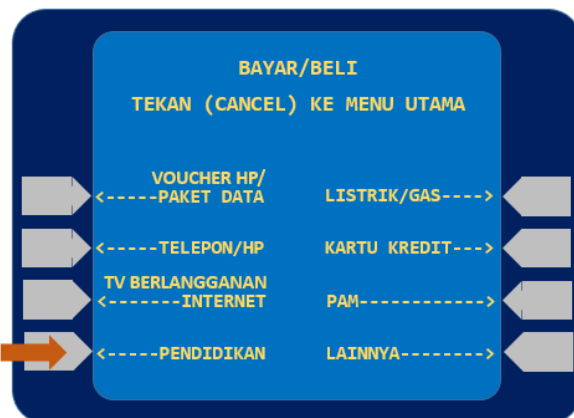 BAYAR/BELI
TEKAN (CANCEL) KE MENU UTAMA
VOUCHER HP/
<-----PAKET DATA
LISTRIK/GAS---->
<-----TELEPON/HP
KARTU KREDIT--->
TV BERLANGGANAN
<-------INTERNET
PAM------------>
<-----PENDIDIKAN
LAINNYA-------->